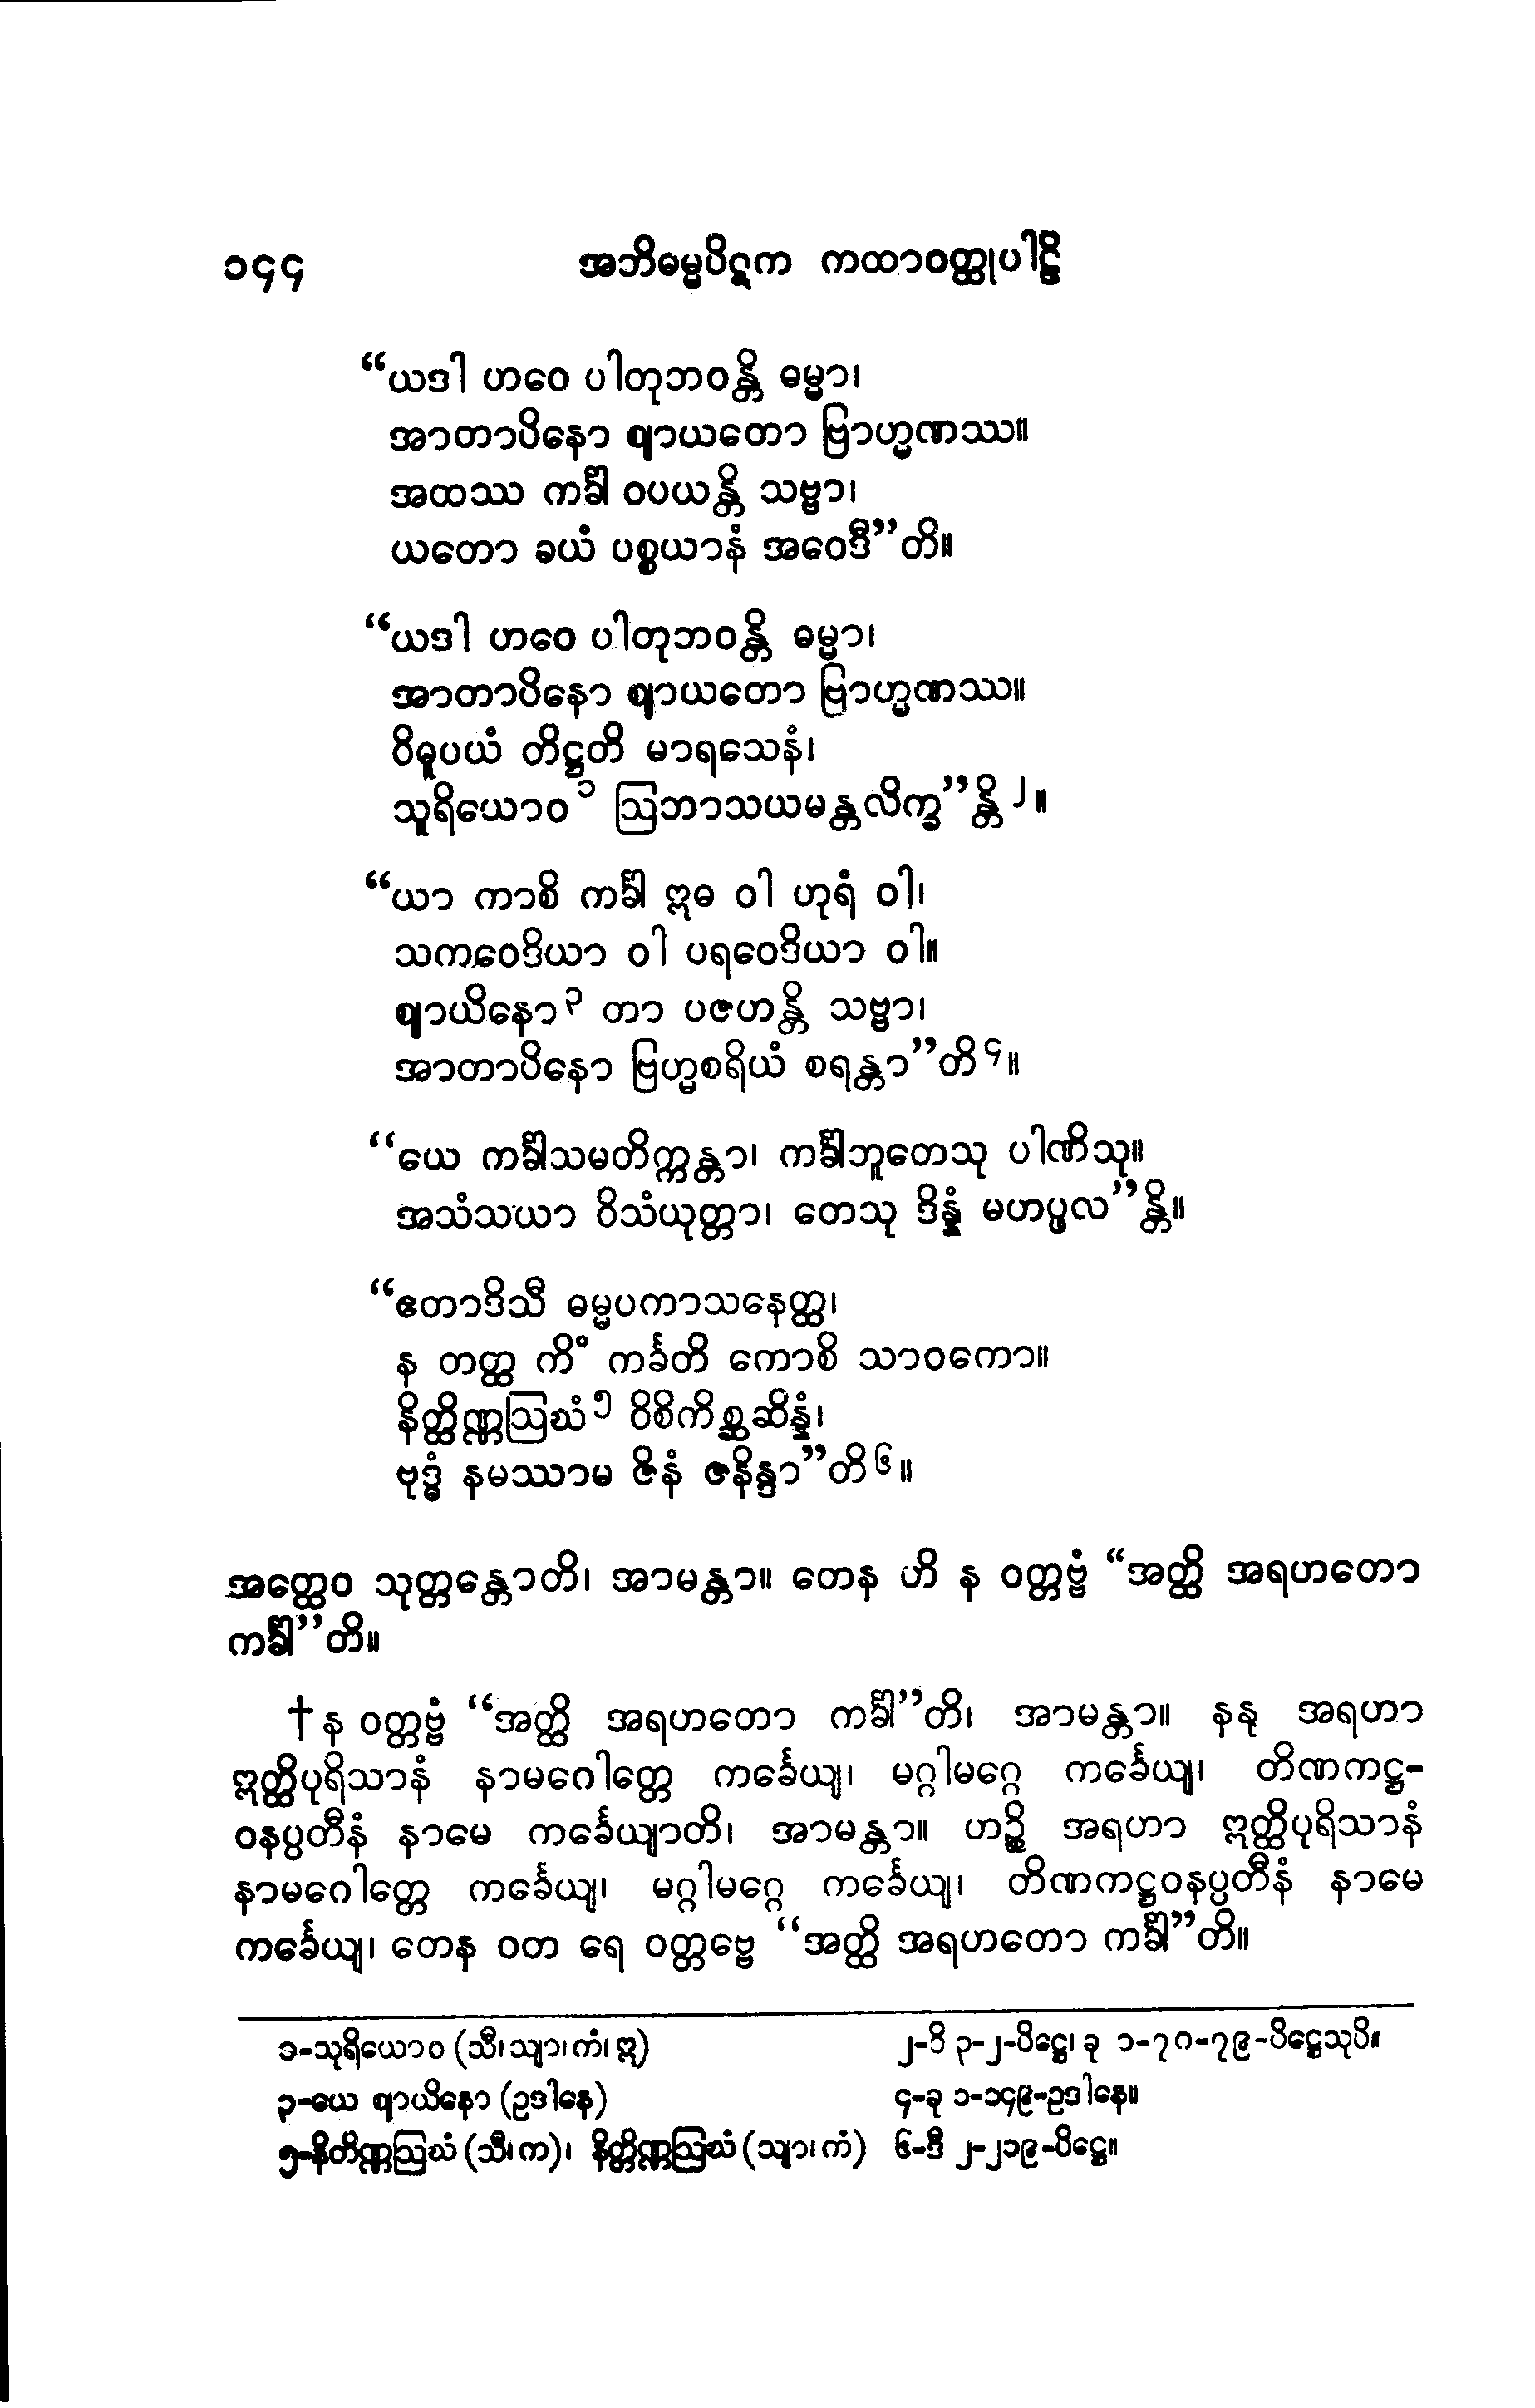 ၁၄၄ အဘိဓမ္မပိဋက ကထာဝတ္ထုပါဠိ
“ယဒါ ဟဝေ ပါတုဘဝန္တိ ဓမ္မာ၊
အာတာပိနော ဈာယတော ဗြာဟ္မဏဿ။
အထဿ ကင်္ခါ ဝပယန္တိ သဗ္ဗာ၊
ယတော ခယံ ပစ္စယာနံ အဝေဒီ”တိ။
“ယဒါ ဟဝေ ပါတုဘဝန္တိ ဓမ္မာ၊
အာတာပိနော ဈာယတော ဗြာဟ္မဏဿ။
ဝိဓူပယံ တိဋ္ဌတိ မာရသေနံ၊
သူရိယောဝ၁ ဩဘာသယမန္တလိက္ခ”န္တိ၂။
“ယာ ကာစိ ကင်္ခါ ဣဓ ဝါ ဟုရံ ဝါ၊
သကဝေဒိယာ ဝါ ပရဝေဒိယာ ဝါ။
ဈာယိနော၃ တာ ပဇဟန္တိ သဗ္ဗာ၊
အာတာပိနော ဗြဟ္မစရိယံ စရန္တာ”တိ၄။
“ယေ ကင်္ခါသမတိက္ကန္တာ၊ ကင်္ခါဘူတေသု ပါဏိသု။
အသံသယာ ဝိသံယုတ္တာ၊ တေသု ဒိန္နံ မဟပ္ဖလ”န္တိ။
“ဧတာဒိသီ ဓမ္မပကာသနေတ္ထ၊
န တတ္ထ ကိံ ကင်္ခတိ ကောစိ သာဝကော။
နိတ္ထိဏ္ဏဩဃံ၅ ဝိစိကိစ္ဆဆိန္နံ၊
ဗုဒ္ဓံ နမဿာမ ဇိနံ ဇနိန္ဒာ”တိ၆။
အတ္ထေဝ သုတ္တန္တောတိ၊ အာမန္တာ။ တေန ဟိ န ဝတ္တဗ္ဗံ “အတ္ထိ အရဟတော
ကင်္ခါ”တိ။
†န ဝတ္တဗ္ဗံ “အတ္ထိ အရဟတော ကင်္ခါ”တိ၊ အာမန္တာ။ နနု အရဟာ
ဣတ္ထိပုရိသာနံ နာမဂေါတ္တေ ကင်္ခေယျ၊ မဂ္ဂါမဂ္ဂေ ကင်္ခေယျ၊ တိဏကဋ္ဌ-
ဝနပ္ပတီနံ နာမေ ကင်္ခေယျာတိ၊ အာမန္တာ။ ဟဉ္စိ အရဟာ ဣတ္ထိပုရိသာနံ
နာမဂေါတ္တေ ကင်္ခေယျ၊ မဂ္ဂါမဂ္ဂေ ကင်္ခေယျ၊ တိဏကဋ္ဌဝနပ္ပတီနံ နာမေ
ကင်္ခေယျ၊ တေန ဝတ ရေ ဝတ္တဗ္ဗေ “အတ္ထိ အရဟတော ကင်္ခါ”တိ။
၁-သုရိယောဝ (သီ၊ သျာ၊ ကံ၊ ဣ) ၂-ဝိ ၃-၂-ပိဋ္ဌေ၊ ခု ၁-၇၈-၇၉-ပိဋ္ဌေသုပိ။
၃-ယေ ဈာယိနော (ဥဒါနေ) ၄-ခု ၁-၁၄၉-ဥဒါနေ။
၅-နိတိဏ္ဏဩဃံ (သီ၊ က)၊ နိတ္တိဏ္ဏဩဃံ (သျာ၊ ကံ) ၆-ဒီ ၂-၂၁၉-ပိဋ္ဌေ။